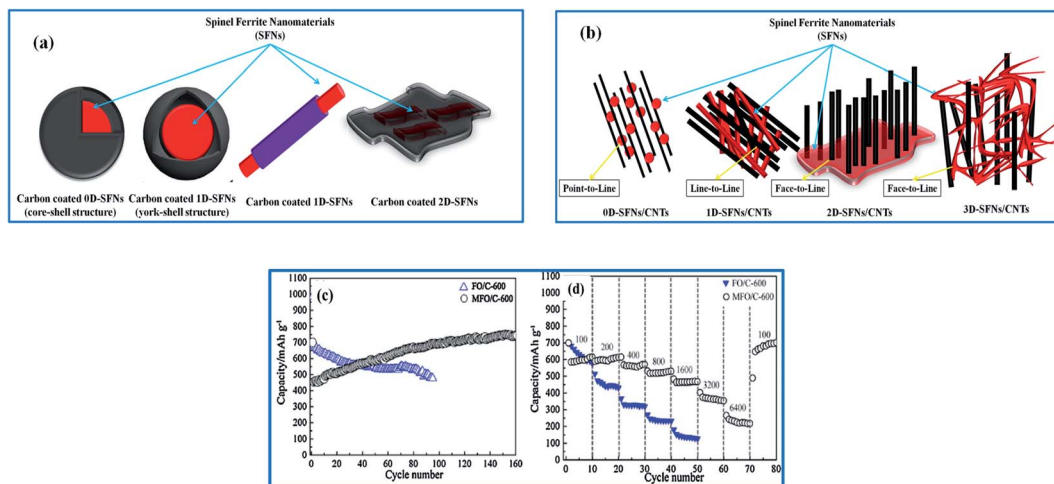 (a)
Spinel Ferrite Nanomaterials
(SFNs)
Carbon coated 0D-SFNs
(core-shell structure)
Carbon coated 1D-SFNs
(york-shell structure)
Carbon coated 1D-SFNs
Carbon coated 2D-SFNs
(b)
Spinel Ferrite Nanomaterials
(SFNs)
Point-to-Line
Line-to-Line
Face-to-Line
Face-to-Line
0D-SFNs/CNTs
1D-SFNs/CNTs
2D-SFNs/CNTs
3D-SFNs/CNTs
(c)
FO/C-600
MFO/C-600
Capacity/mAh g⁻¹
1100
1000
900
800
700
600
500
400
300
200
100
0
0 20 40 60 80 100 120 140 160
Cycle number
(d)
FO/C-600
MFO/C-600
Capacity/mAh g⁻¹
1100
1000
900
800
700
600
500
400
300
200
100
0
100 200 400 800 1600 3200 6400 100
0 10 20 30 40 50 60 70 80
Cycle number